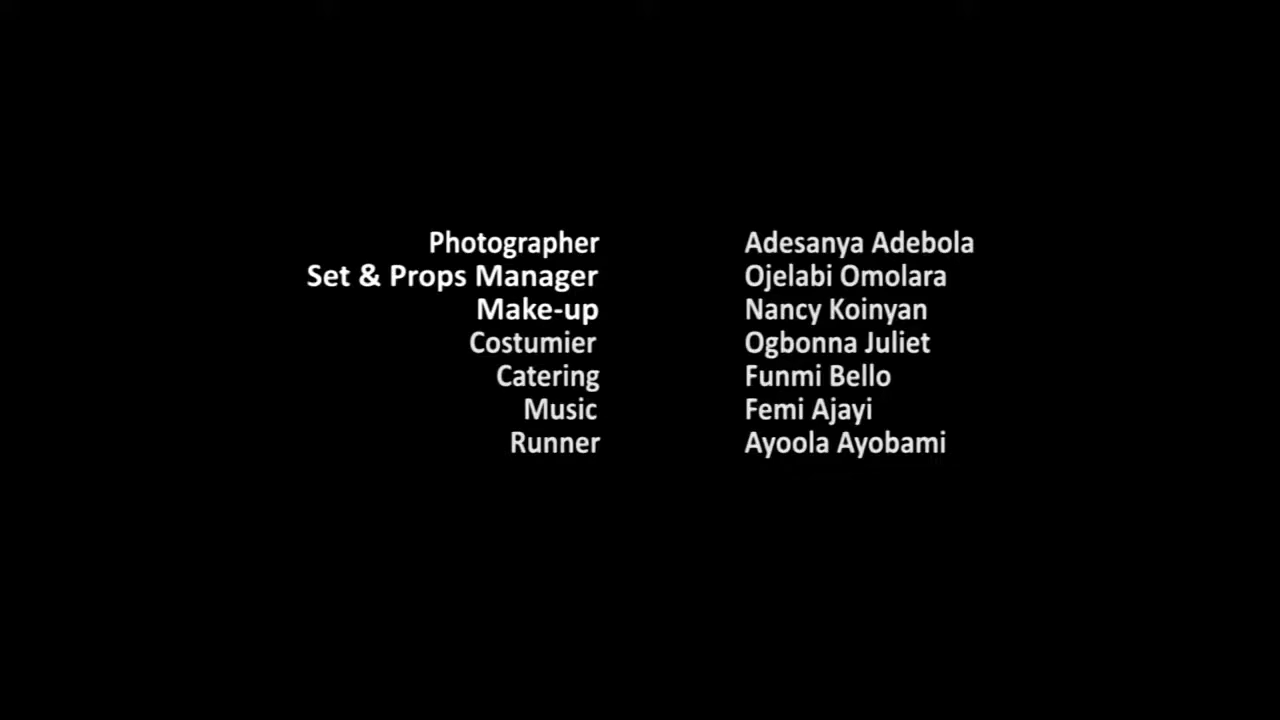 Photographer Adesanya Adebola
Set & Props Manager Ojelabi Omolara
Make-up Nancy Koinyan
Costumier Ogbonna Juliet
Catering Funmi Bello
Music Femi Ajayi
Runner Ayoola Ayobami